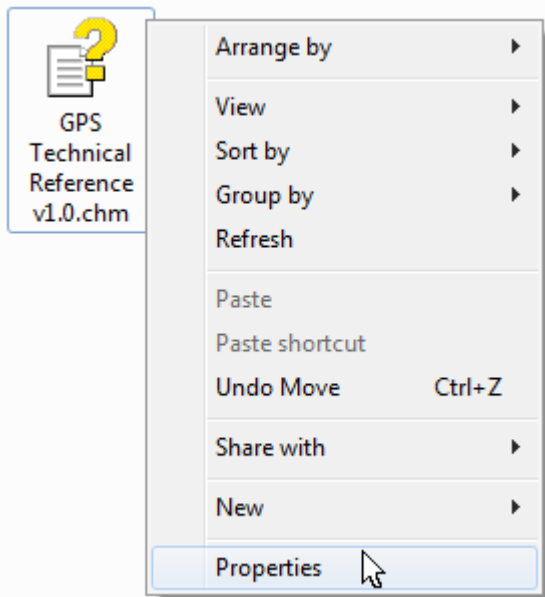 GPS
Technical
Reference
v1.0.chm
Arrange by
View
Sort by
Group by
Refresh
Paste
Paste shortcut
Undo Move Ctrl+Z
Share with
New
Properties